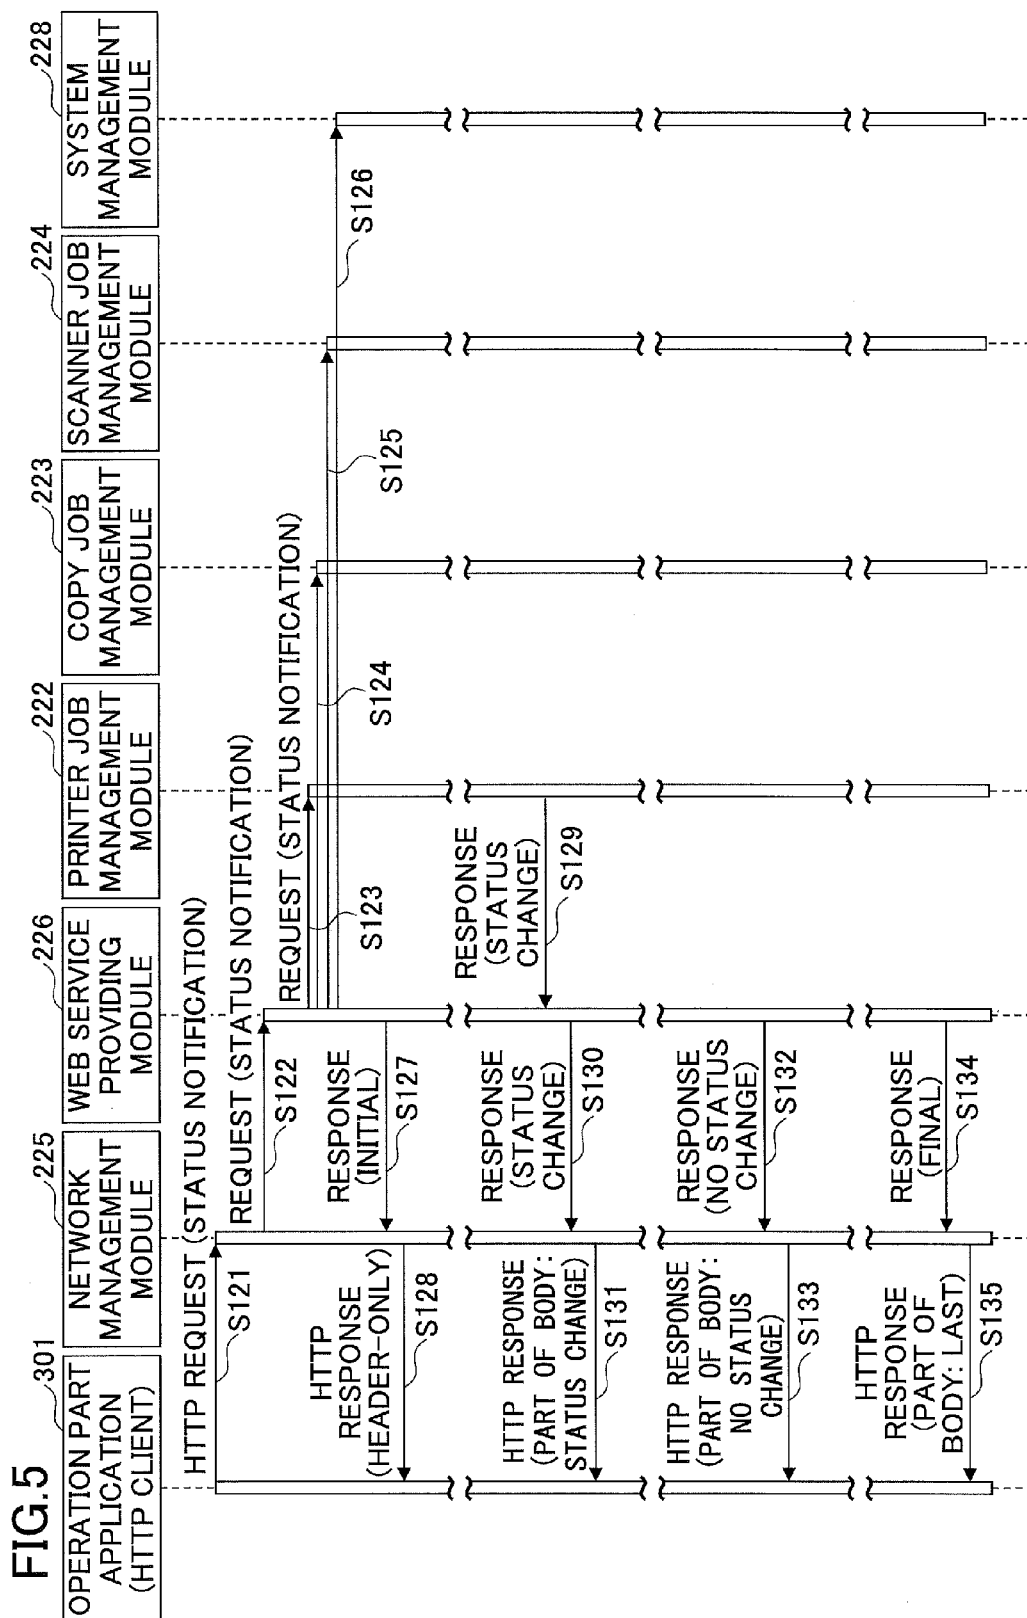 FIG.5
301
OPERATION PART
APPLICATION
(HTTP CLIENT)
225
NETWORK
MANAGEMENT
MODULE
226
WEB SERVICE
PROVIDING
MODULE
222
PRINTER JOB
MANAGEMENT
MODULE
223
COPY JOB
MANAGEMENT
MODULE
224
SCANNER JOB
MANAGEMENT
MODULE
228
SYSTEM
MANAGEMENT
MODULE
HTTP REQUEST (STATUS NOTIFICATION)
S121
REQUEST (STATUS NOTIFICATION)
S122
REQUEST (STATUS NOTIFICATION)
S123
S124
S125
S126
RESPONSE
(INITIAL)
S127
HTTP
RESPONSE
(HEADER-ONLY)
S128
RESPONSE
(STATUS
CHANGE)
S129
RESPONSE
(STATUS
CHANGE)
S130
HTTP RESPONSE
(PART OF BODY:
STATUS CHANGE)
S131
RESPONSE
(NO STATUS
CHANGE)
S132
HTTP RESPONSE
(PART OF BODY:
NO STATUS
CHANGE)
S133
RESPONSE
(FINAL)
S134
HTTP
RESPONSE
(PART OF
BODY: LAST)
S135